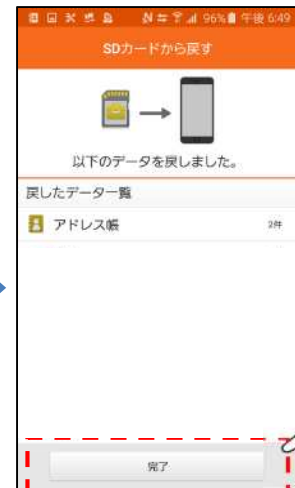 96% 午後 6:49
SDカードから戻す
以下のデータを戻しました。
戻したデータ一覧
アドレス帳 2件
完了